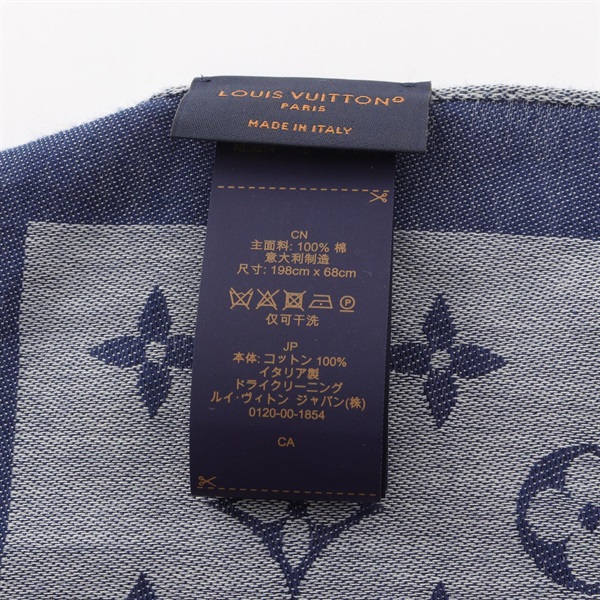 LOUIS VUITTON®
PARIS
MADE IN ITALY
CN
主面料: 100% 棉
意大利制造
尺寸: 198cm x 68cm
仅可干洗
JP
本体: コットン 100%
イタリア製
ドライクリーニング
ルイ・ヴィトン ジャパン(株)
0120-00-1854
CA